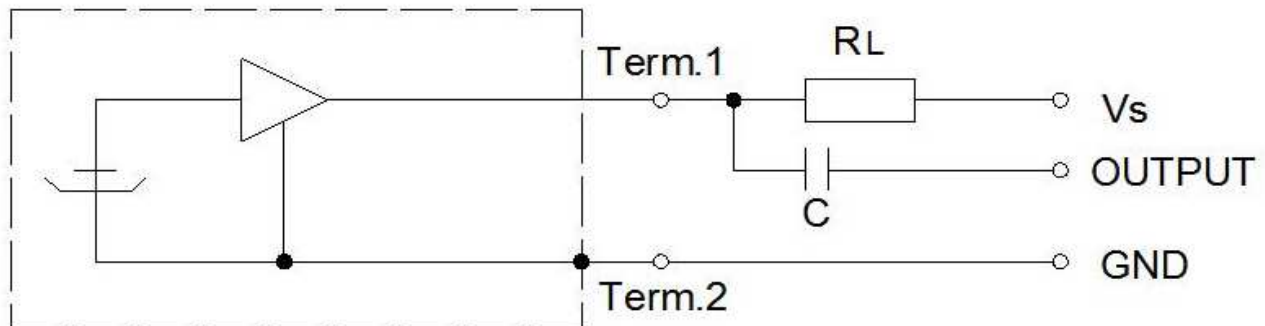 RL
Term.1
Vs
OUTPUT
C
GND
Term.2